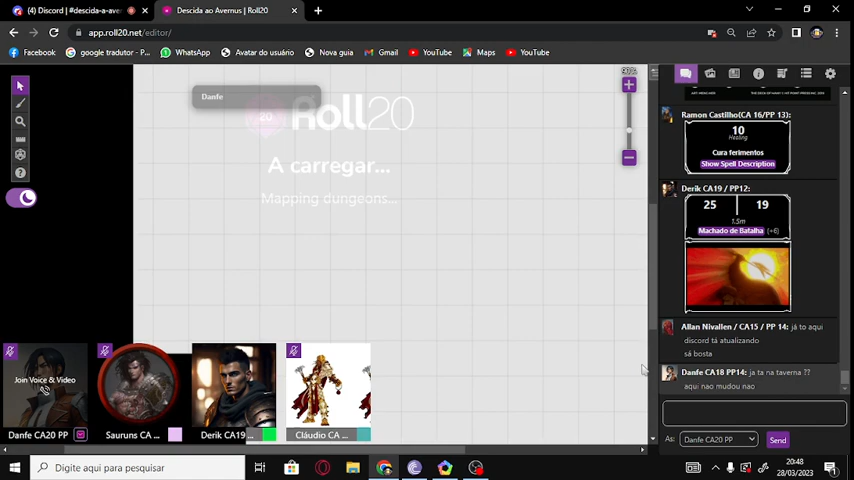 (4) Discord | #descida-a-aver
Descida ao Avernus | Roll20
app.roll20.net/editor/
Facebook
google tradutor - P...
WhatsApp
Avatar do usuário
Nova guia
Gmail
YouTube
Maps
YouTube
Danfe
20
Roll20
A carregar...
Mapping dungeons...
Ramon Castilho(CA 16/PP 13):
10
Healing
Cura ferimentos
Show Spell Description
Derik CA19 / PP12:
25 19
1.5m
Machado de Batalha (+6)
Allan Nivallen / CA15 / PP 14: já to aqui
discord tá atualizando
sá bosta
Danfe CA18 PP14: ja ta na taverna ??
aqui nao mudou nao
Join Voice & Video
Danfe CA20 PP
Sauruns CA ...
Derik CA19 ...
Cláudio CA ...
As:
Danfe CA20 PP
Send
Digite aqui para pesquisar
20:48
28/03/2023